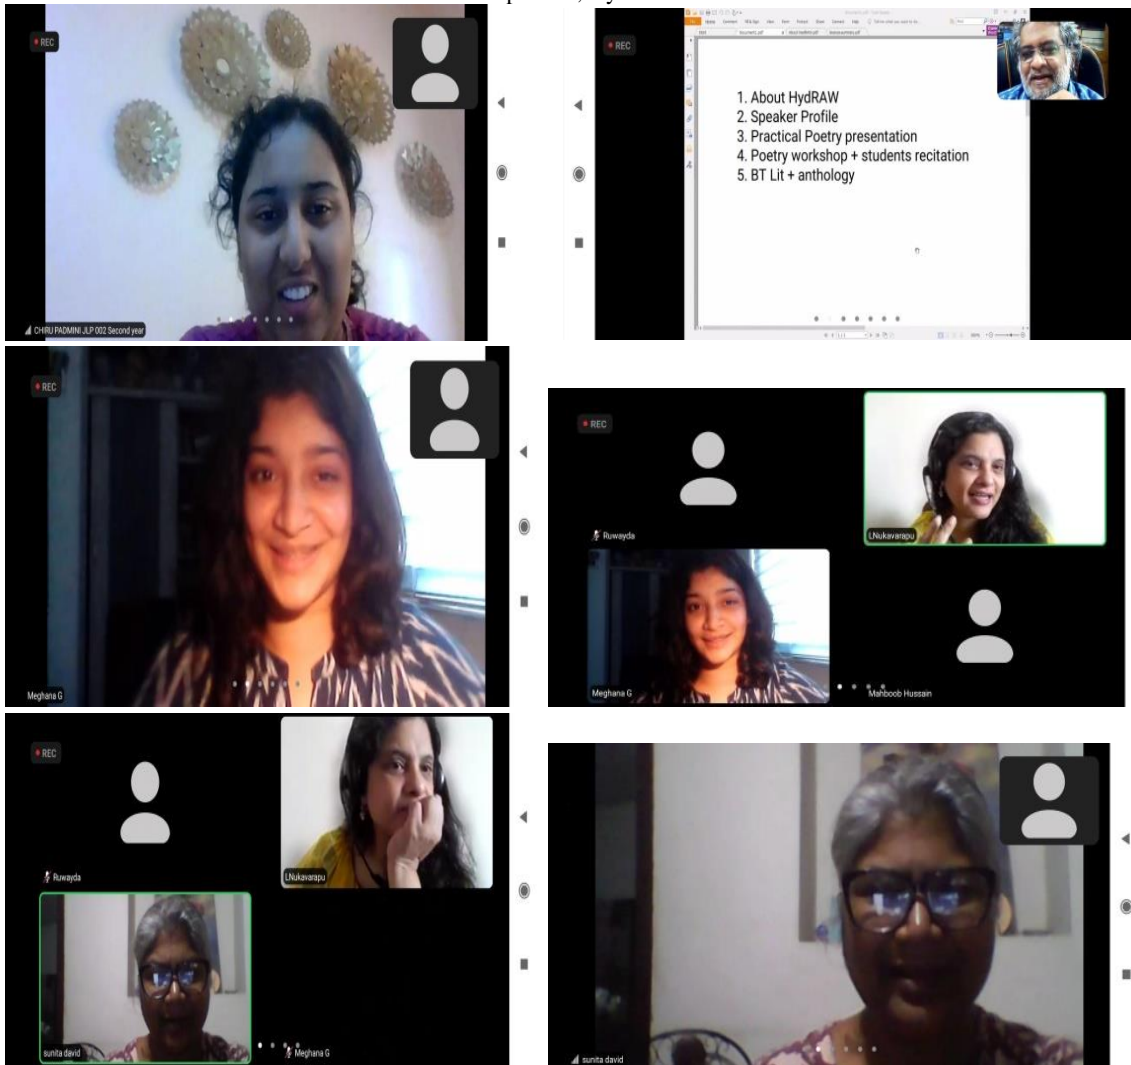 REC
CHIRU PADMINI JLP 002 Second year
REC
1. About HydRAW
2. Speaker Profile
3. Practical Poetry presentation
4. Poetry workshop + students recitation
5. BT Lit + anthology
REC
Meghana G
REC
Ruwayda
LNukavarapu
Meghana G
Mahboob Hussain
REC
Ruwayda
LNukavarapu
sunita david
Meghana G
sunita david